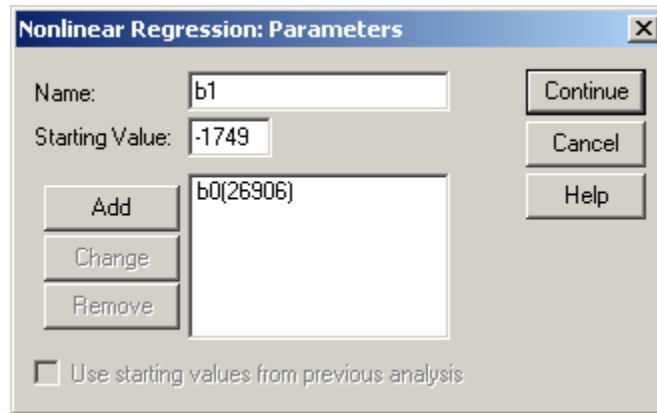 Nonlinear Regression: Parameters
Name: b1
Continue
Starting Value: -1749
Cancel
Add
b0(26906)
Help
Change
Remove
Use starting values from previous analysis